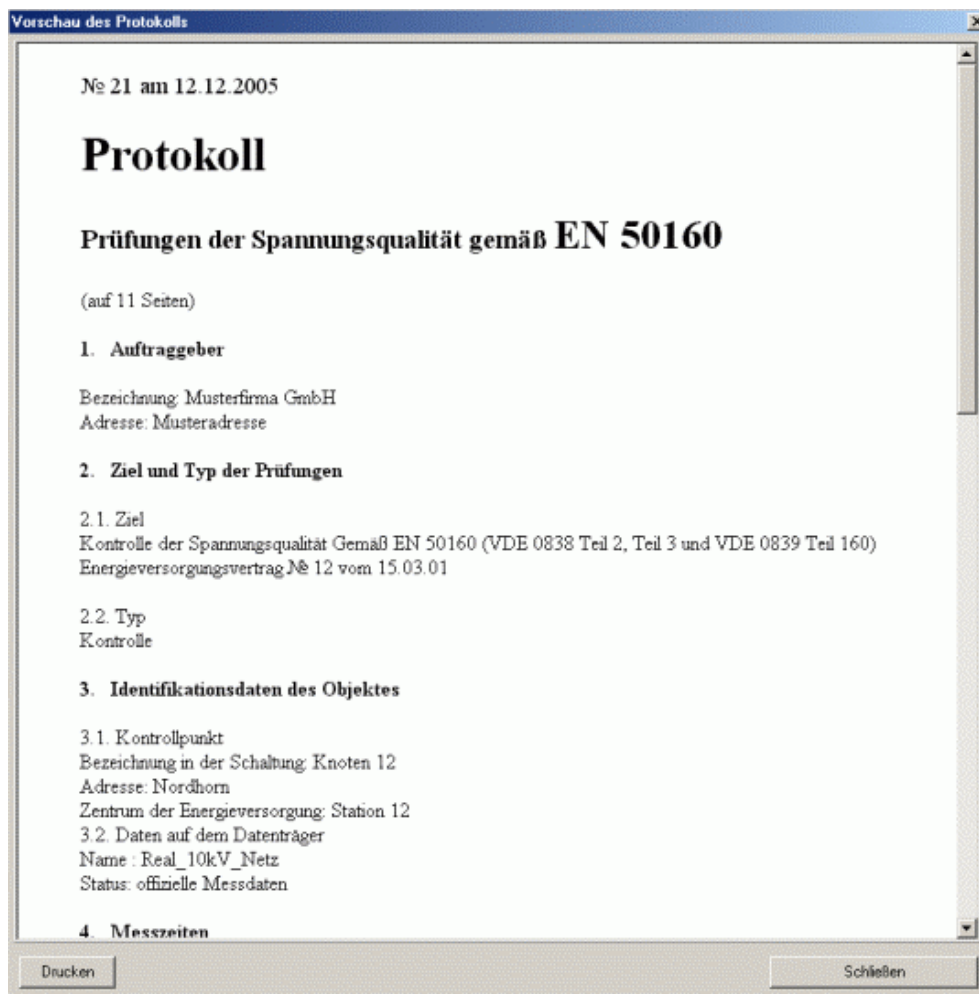 Vorschau des Protokolls
№ 21 am 12.12.2005
Protokoll
Prüfungen der Spannungsqualität gemäß EN 50160
(auf 11 Seiten)
1. Auftraggeber
Bezeichnung: Musterfirma GmbH
Adresse: Musteradresse
2. Ziel und Typ der Prüfungen
2.1. Ziel
Kontrolle der Spannungsqualität Gemäß EN 50160 (VDE 0838 Teil 2, Teil 3 und VDE 0839 Teil 160)
Energieversorgungsvertrag № 12 vom 15.03.01
2.2. Typ
Kontrolle
3. Identifikationsdaten des Objektes
3.1. Kontrollpunkt
Bezeichnung in der Schaltung: Knoten 12
Adresse: Nordhorn
Zentrum der Energieversorgung: Station 12
3.2. Daten auf dem Datenträger
Name : Real_10kV_Netz
Status: offizielle Messdaten
4. Messzeiten
Drucken
Schließen